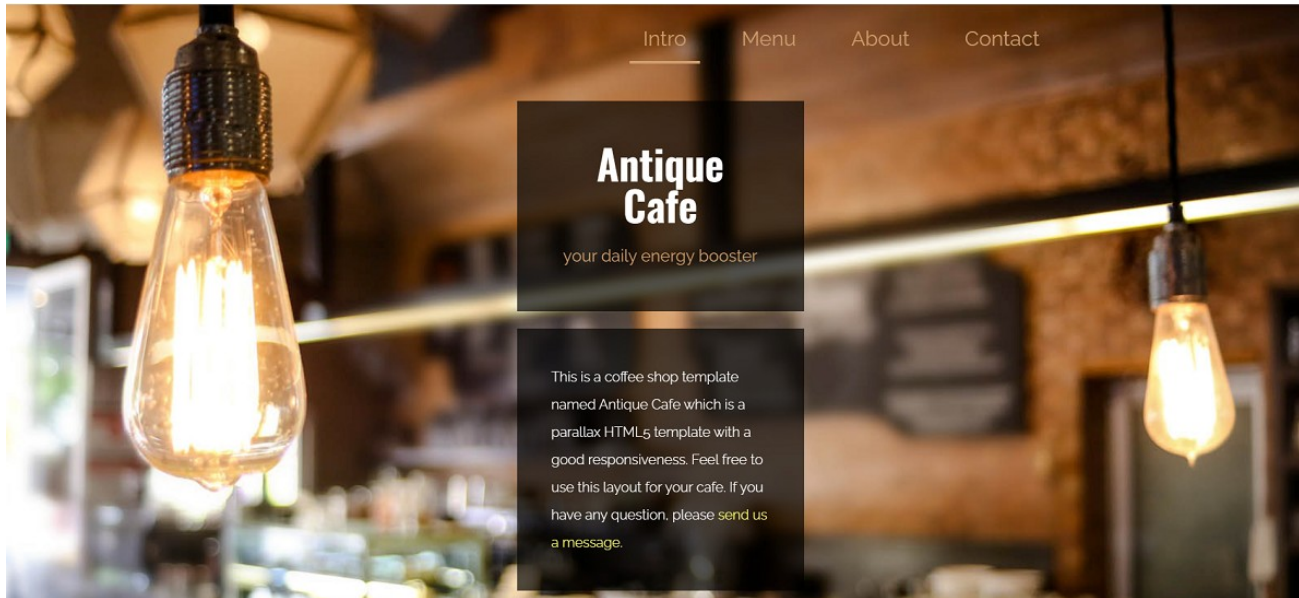 Intro Menu About Contact
Antique
Cafe
your daily energy booster
This is a coffee shop template
named Antique Cafe which is a
parallax HTML5 template with a
good responsiveness. Feel free to
use this layout for your cafe. If you
have any question, please send us
a message.